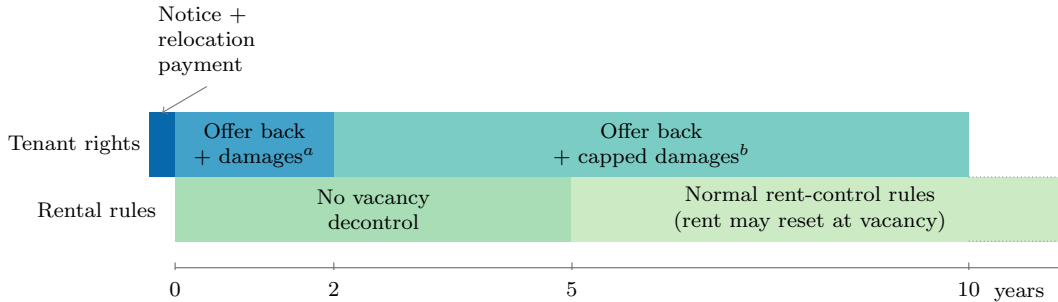 Notice +
relocation
payment
Tenant rights
Offer back
+ damages^a
Offer back
+ capped damages^b
Rental rules
No vacancy
decontrol
Normal rent-control rules
(rent may reset at vacancy)
0 2 5 10 years